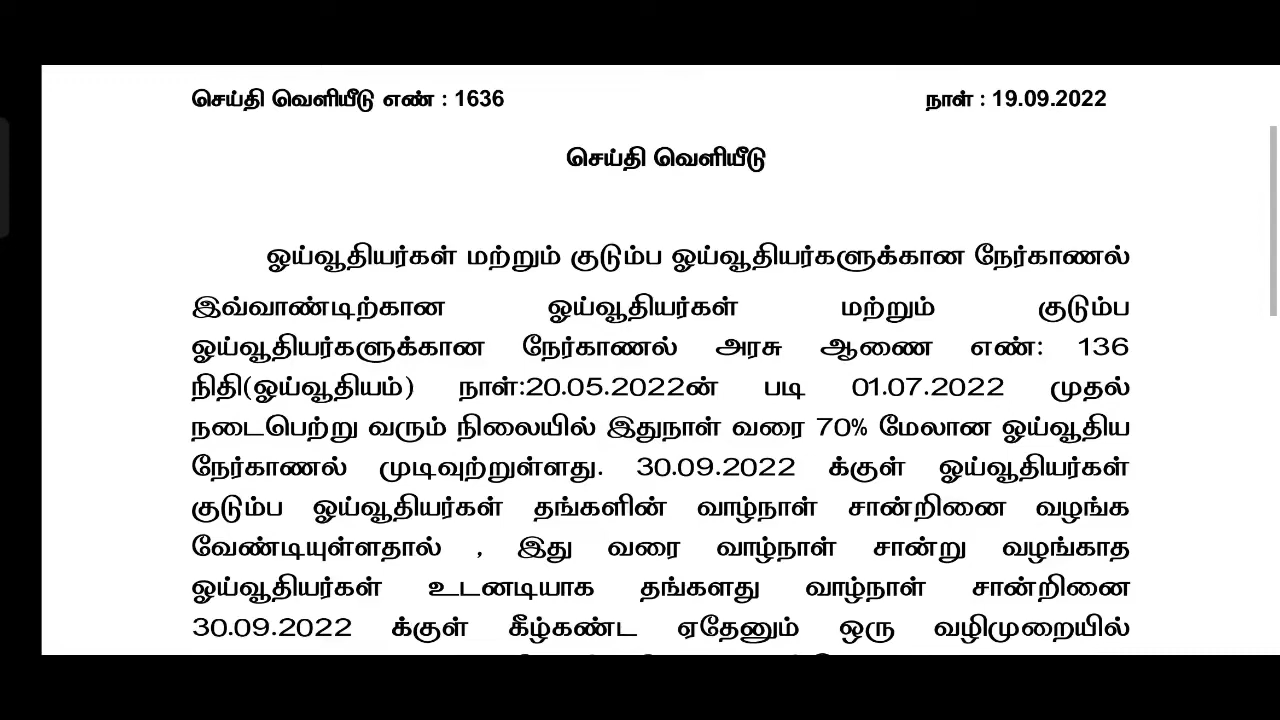 செய்தி வெளியீடு எண் : 1636 நாள் : 19.09.2022
செய்தி வெளியீடு
ஓய்வூதியர்கள் மற்றும் குடும்ப ஓய்வூதியர்களுக்கான நேர்காணல்
இவ்வாண்டிற்கான ஓய்வூதியர்கள் மற்றும் குடும்ப
ஓய்வூதியர்களுக்கான நேர்காணல் அரசு ஆணை எண்: 136
நிதி(ஓய்வூதியம்) நாள்:20.05.2022ன் படி 01.07.2022 முதல்
நடைபெற்று வரும் நிலையில் இதுநாள் வரை 70% மேலான ஓய்வூதிய
நேர்காணல் முடிவுற்றுள்ளது. 30.09.2022 க்குள் ஓய்வூதியர்கள்
குடும்ப ஓய்வூதியர்கள் தங்களின் வாழ்நாள் சான்றினை வழங்க
வேண்டியுள்ளதால் , இது வரை வாழ்நாள் சான்று வழங்காத
ஓய்வூதியர்கள் உடனடியாக தங்களது வாழ்நாள் சான்றினை
30.09.2022 க்குள் கீழ்கண்ட ஏதேனும் ஒரு வழிமுறையில்